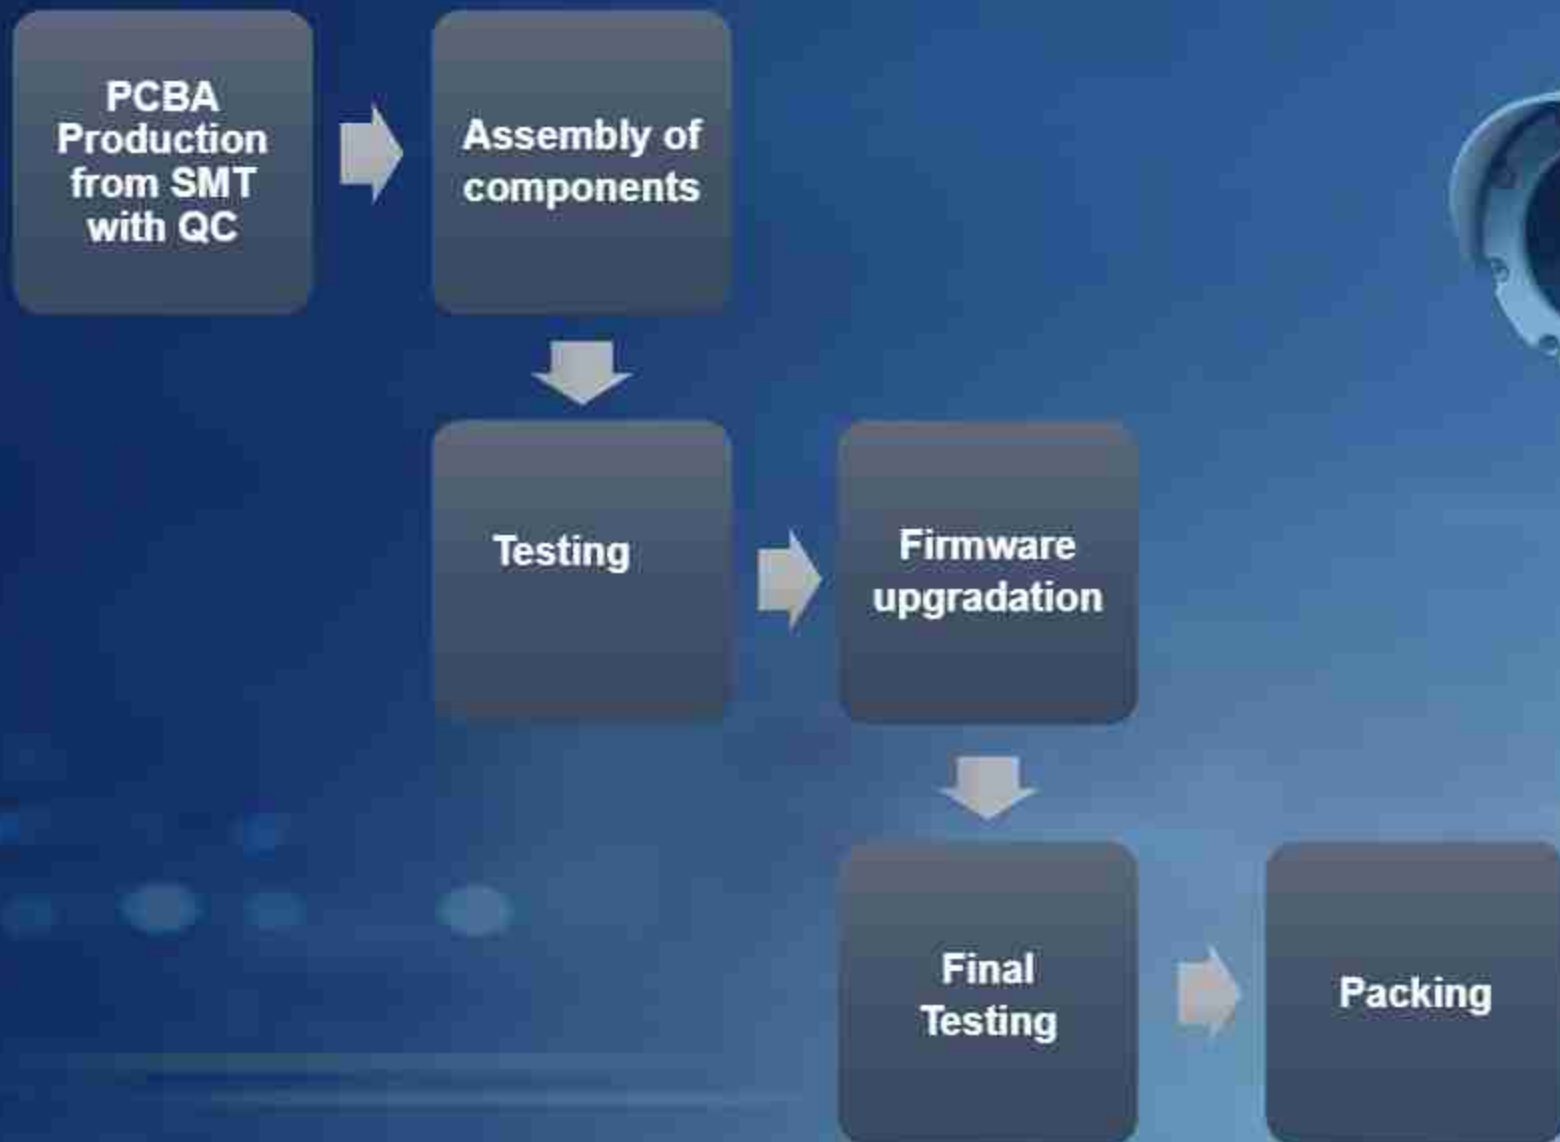 PCBA
Production
from SMT
with QC
Assembly of
components
Testing
Firmware
upgradation
Final
Testing
Packing